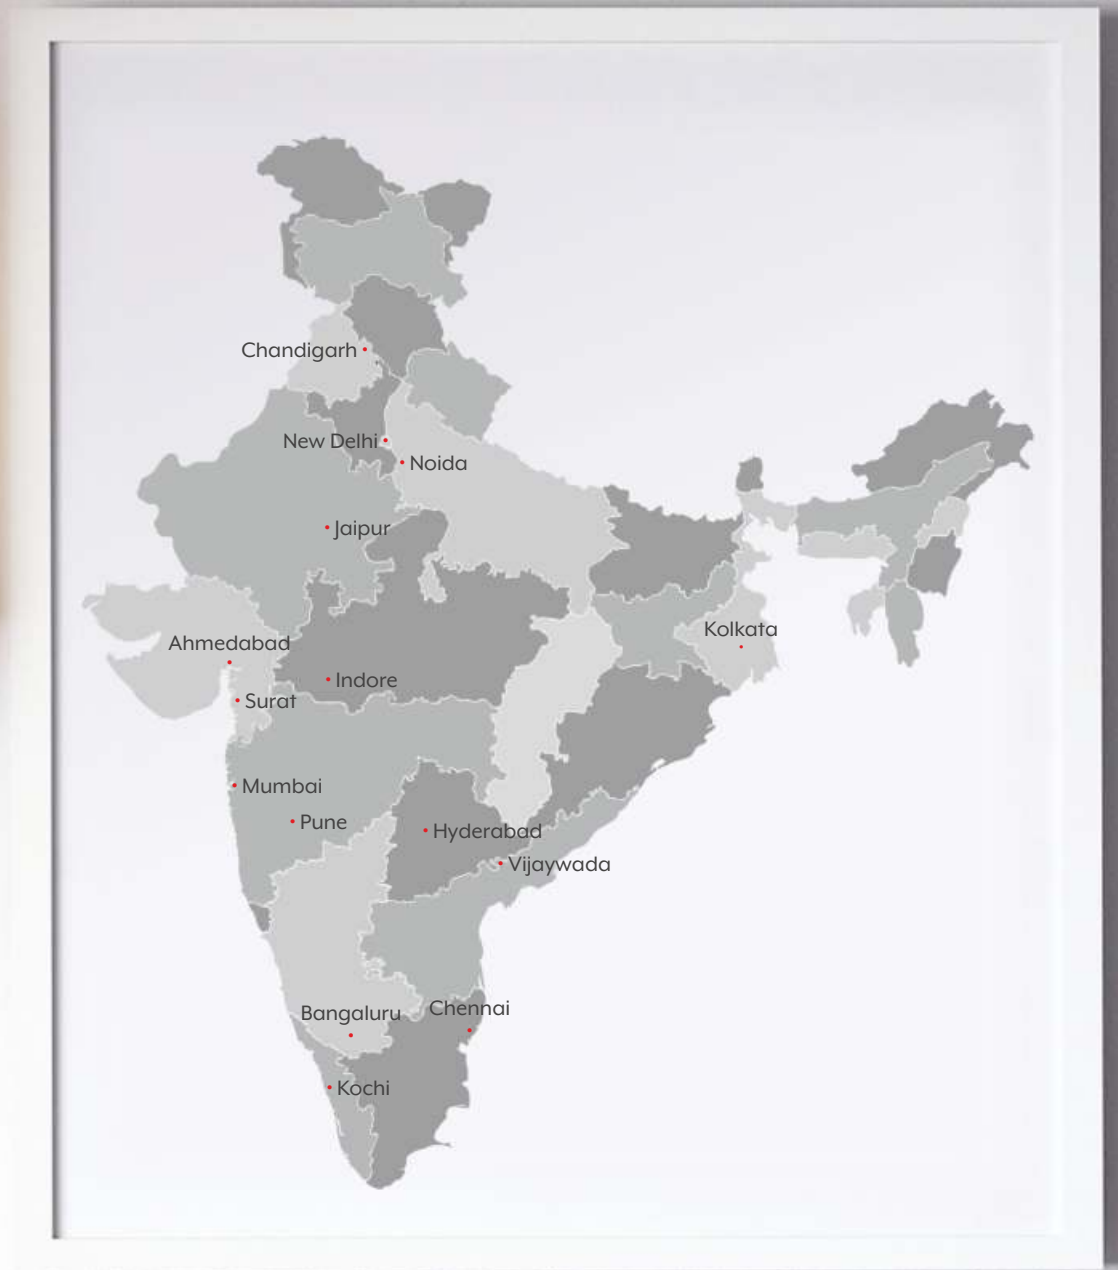 Chandigarh
New Delhi
Noida
Jaipur
Ahmedabad
Kolkata
Indore
Surat
Mumbai
Pune
Hyderabad
Vijaywada
Bangaluru
Chennai
Kochi